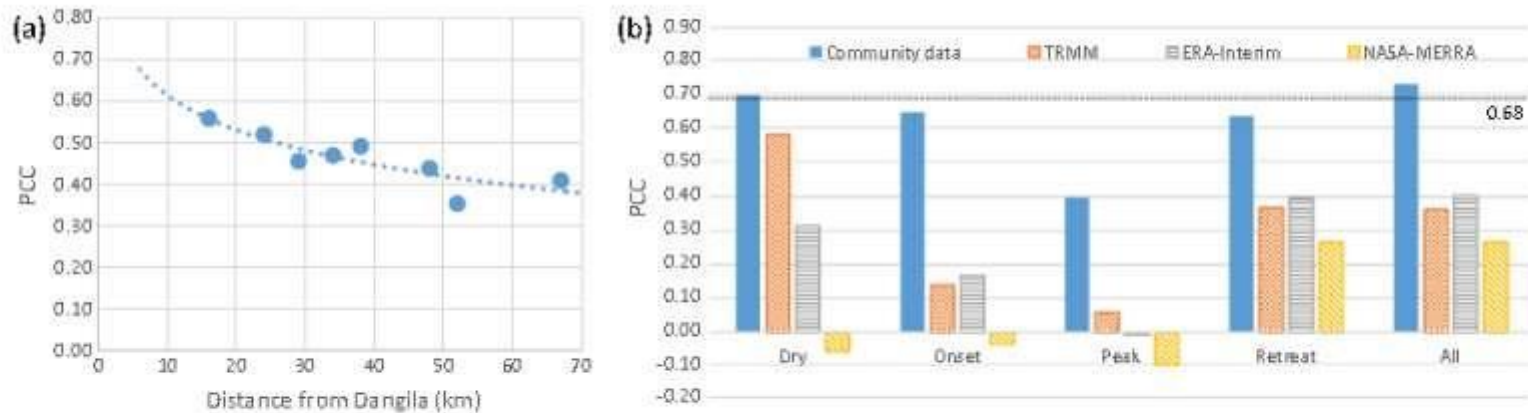 (a)
0.80
0.70
0.60
0.50
0.40
0.30
0.20
0.10
0.00
PCC
0 10 20 30 40 50 60 70
Distance from Dangila (km)
(b)
0.90
0.80
0.70
0.60
0.50
0.40
0.30
0.20
0.10
0.00
-0.10
-0.20
PCC
Community data TRMM ERA-Interim NASA-MERRA
0.68
Dry Onset Peak Retreat All